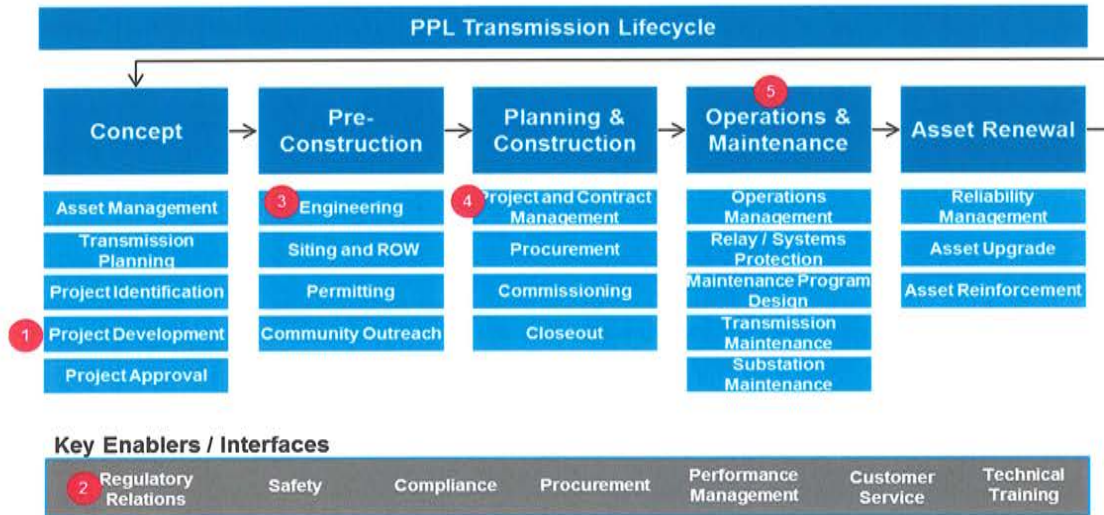 PPL Transmission Lifecycle
Concept
Asset Management
Transmission
Planning
Project Identification
1
Project Development
Project Approval
Pre-
Construction
3
Engineering
Siting and ROW
Permitting
Community Outreach
Planning &
Construction
4
Project and Contract
Management
Procurement
Commissioning
Closeout
5
Operations &
Maintenance
Operations
Management
Relay / Systems
Protection
Maintenance Program
Design
Transmission
Maintenance
Substation
Maintenance
Asset Renewal
Reliability
Management
Asset Upgrade
Asset Reinforcement
Key Enablers / Interfaces
2
Regulatory
Relations
Safety
Compliance
Procurement
Performance
Management
Customer
Service
Technical
Training